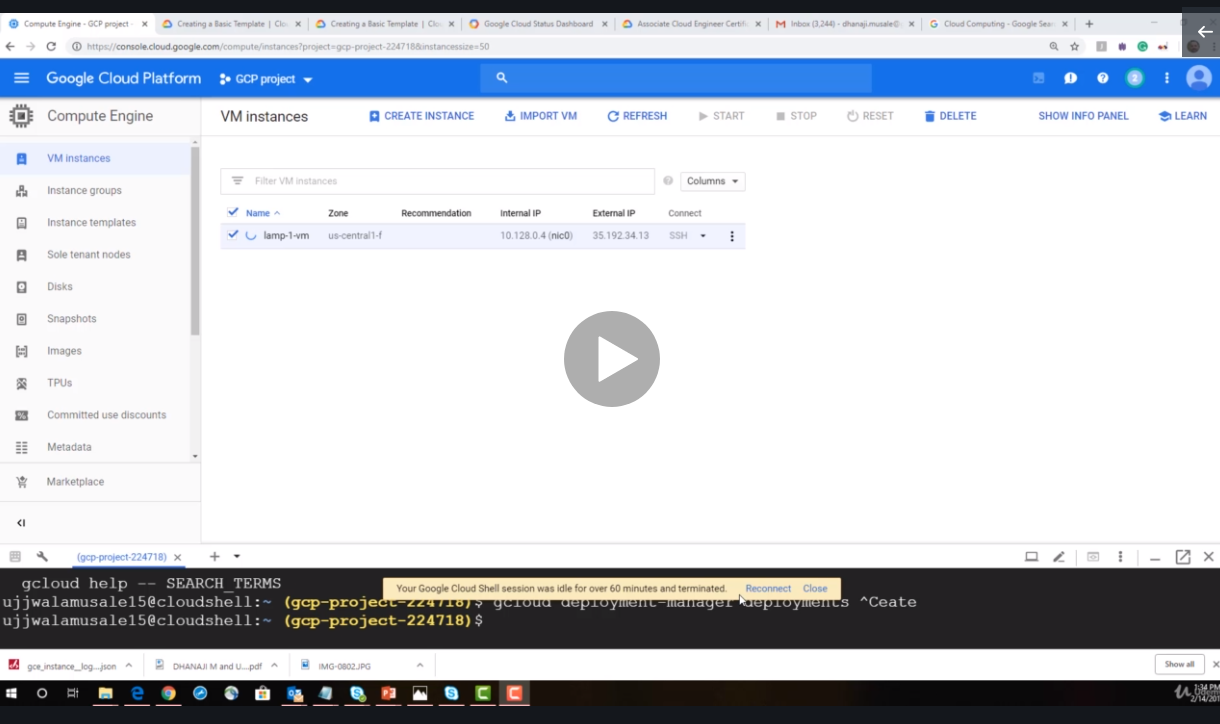 Compute Engine - GCP project - Creating a Basic Template | Clo Creating a Basic Template | Clo Google Cloud Status Dashboard Associate Cloud Engineer Certifi Inbox (3,244) - dhanaji.musale@ Cloud Computing - Google Sear
https://console.cloud.google.com/compute/instances?project=gcp-project-224718&instancessize=50
Google Cloud Platform GCP project 2
Compute Engine VM instances CREATE INSTANCE IMPORT VM REFRESH START STOP RESET DELETE SHOW INFO PANEL LEARN
VM instances
Instance groups
Instance templates
Sole tenant nodes
Disks
Snapshots
Images
TPUs
Committed use discounts
Metadata
Marketplace
Filter VM instances Columns
Name Zone Recommendation Internal IP External IP Connect
lamp-1-vm us-central1-f 10.128.0.4 (nic0) 35.192.34.13 SSH
(gcp-project-224718)
gcloud help -- SEARCH_TERMS
Your Google Cloud Shell session was idle for over 60 minutes and terminated. Reconnect Close
ujjwalamusale15@cloudshell:~ (gcp-project-224718)$ gcloud deployment-manager deployments ^Ceate
ujjwalamusale15@cloudshell:~ (gcp-project-224718)$
gce_instance_log....json DHANAJI M and U....pdf IMG-0802.JPG Show all